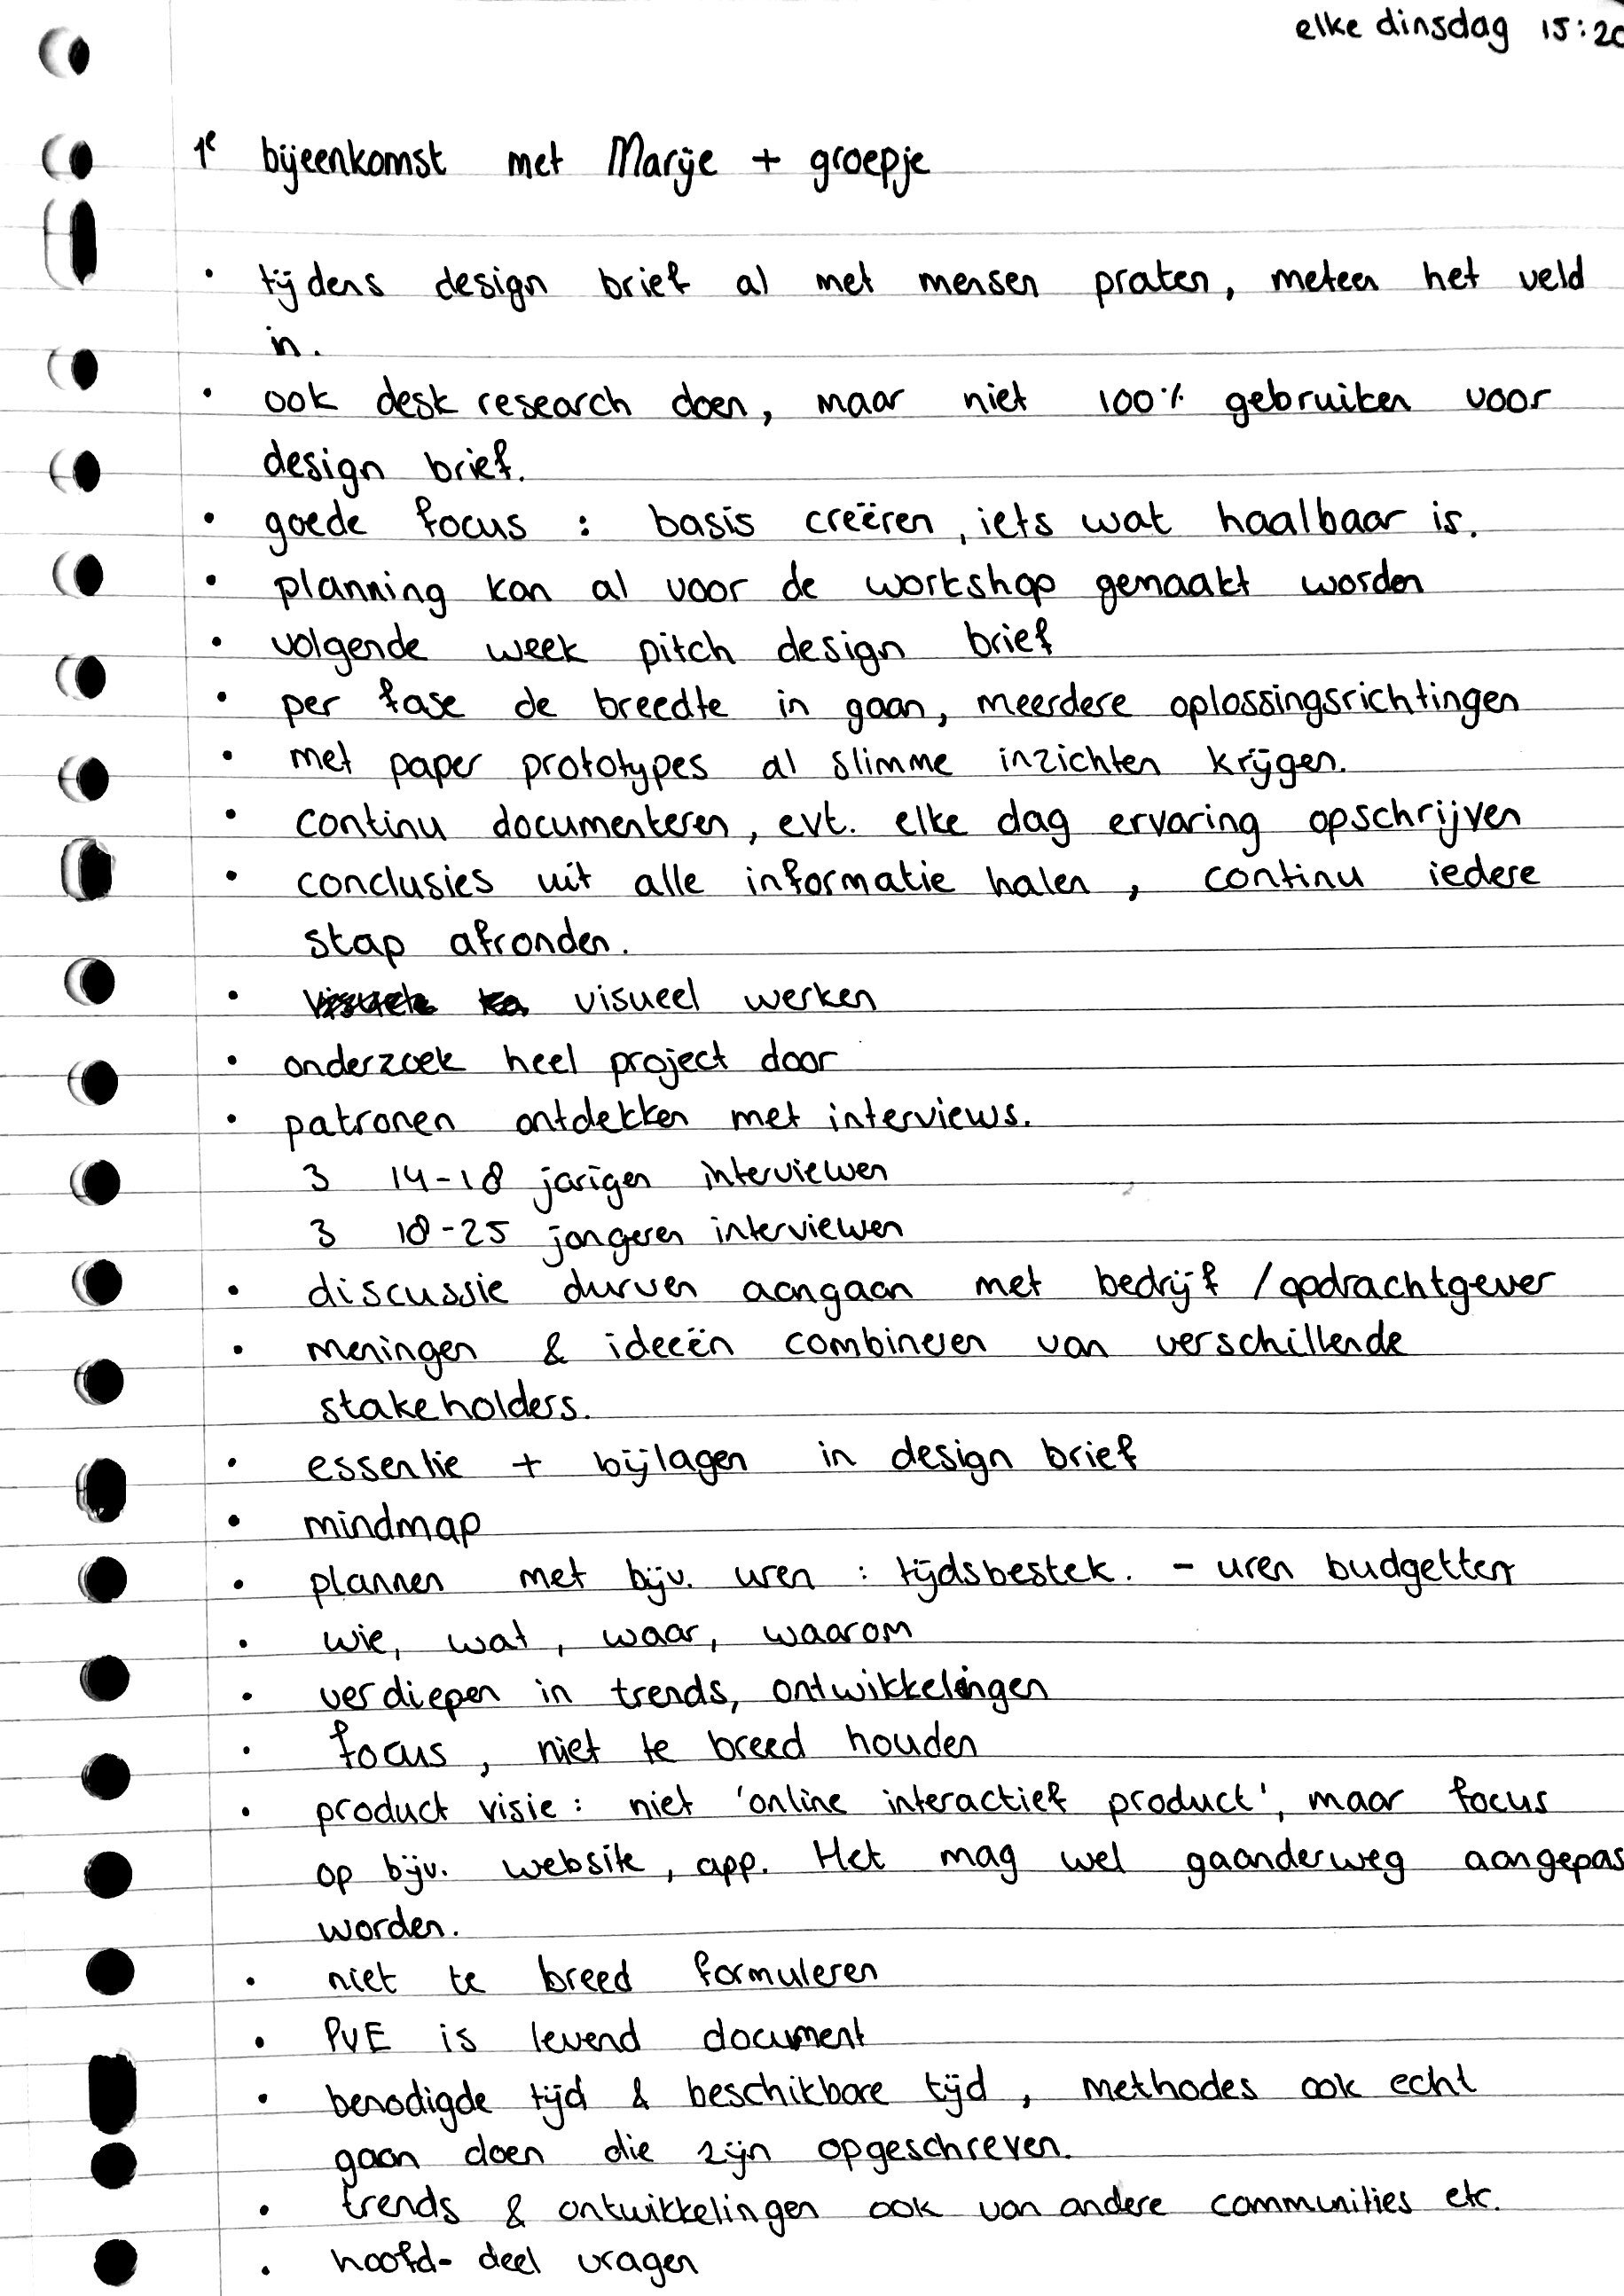 elke dinsdag 15:20
1e bijeenkomst met Marije + groepje
• tijdens design brief al met mensen praten, meteen het veld
in.
• ook desk research doen, maar niet 100% gebruiken voor
design brief.
• goede focus : basis creëren, iets wat haalbaar is.
• planning kan al voor de workshop gemaakt worden
• volgende week pitch design brief
• per fase de breedte in gaan, meerdere oplossingsrichtingen
• met paper prototypes al slimme inzichten krijgen.
• continu documenteren, evt. elke dag ervaring opschrijven
• conclusies uit alle informatie halen, continu iedere
stap afronden.
• visueel werken
• onderzoek heel project door
• patronen ontdekken met interviews.
3 14-18 jarigen interviewen
3 18-25 jongeren interviewen
• discussie durven aangaan met bedrijf / opdrachtgever
• meningen & ideeën combineren van verschillende
stakeholders.
• essentie + bijlagen in design brief
• mindmap
• plannen met bijv. uren : tijdsbestek. - uren budgetten
• wie, wat, waar, waarom
• verdiepen in trends, ontwikkelingen
• focus, niet te breed houden
• product visie: niet 'online interactief product', maar focus
op bijv. website, app. Het mag wel gaanderweg aangepas
worden.
• niet te breed formuleren
• PvE is levend document
• benodigde tijd & beschikbare tijd, methodes ook echt
gaan doen die zijn opgeschreven.
• trends & ontwikkelingen ook van andere communities etc.
• hoofd- deel vragen